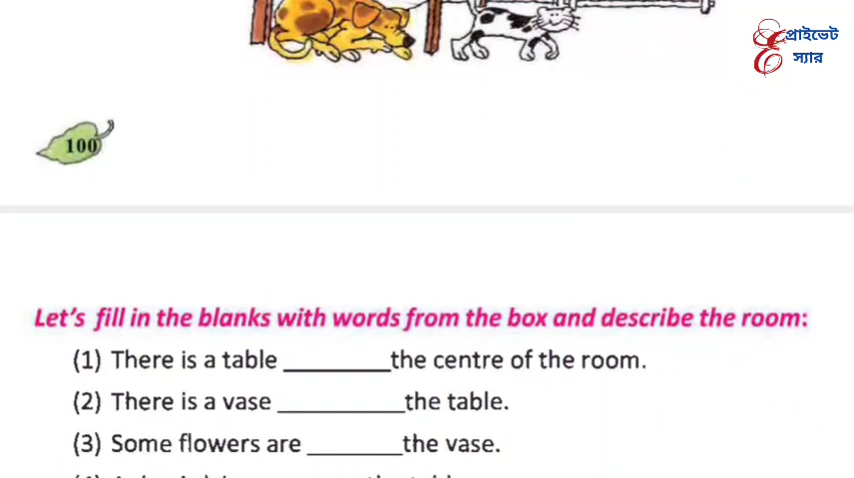 প্রাইভেট
স্যার
100
Let's fill in the blanks with words from the box and describe the room:
(1) There is a table ________the centre of the room.
(2) There is a vase __________the table.
(3) Some flowers are _______the vase.